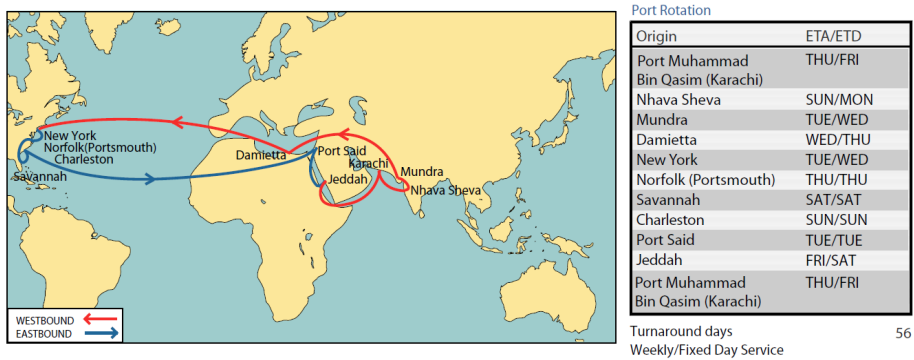 New York
Norfolk(Portsmouth)
Charleston
Savannah
Damietta
Port Said
Karachi
Mundra
Jeddah
Nhava Sheva
WESTBOUND
EASTBOUND
Port Rotation
Origin ETA/ETD
Port Muhammad THU/FRI
Bin Qasim (Karachi)
Nhava Sheva SUN/MON
Mundra TUE/WED
Damietta WED/THU
New York TUE/WED
Norfolk (Portsmouth) THU/THU
Savannah SAT/SAT
Charleston SUN/SUN
Port Said TUE/TUE
Jeddah FRI/SAT
Port Muhammad THU/FRI
Bin Qasim (Karachi)
Turnaround days 56
Weekly/Fixed Day Service